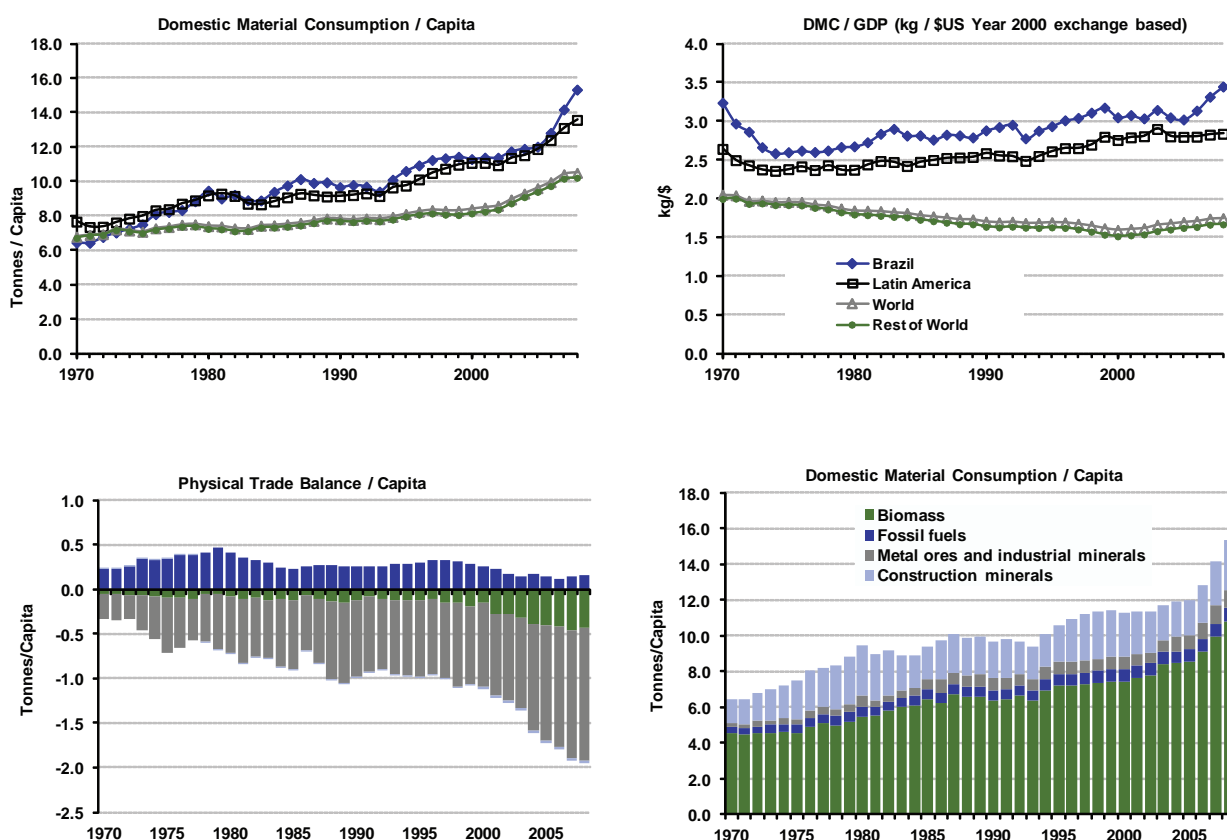 Domestic Material Consumption / Capita
18.0
16.0
14.0
12.0
10.0
8.0
6.0
4.0
2.0
0.0
Tonnes / Capita
1970 1980 1990 2000
DMC / GDP (kg / $US Year 2000 exchange based)
4.0
3.5
3.0
2.5
2.0
1.5
1.0
0.5
0.0
kg/$
Brazil
Latin America
World
Rest of World
1970 1980 1990 2000
Physical Trade Balance / Capita
1.0
0.5
0.0
-0.5
-1.0
-1.5
-2.0
-2.5
Tonnes/Capita
1970 1975 1980 1985 1990 1995 2000 2005
Domestic Material Consumption / Capita
18.0
16.0
14.0
12.0
10.0
8.0
6.0
4.0
2.0
0.0
Tonnes/Capita
Biomass
Fossil fuels
Metal ores and industrial minerals
Construction minerals
1970 1975 1980 1985 1990 1995 2000 2005